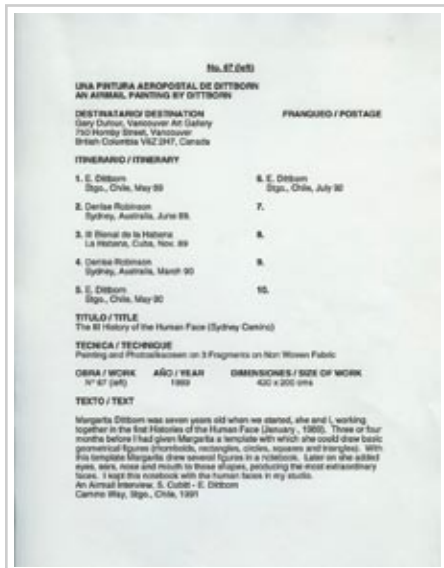 No. 67 (left)
UNA PINTURA AEROPOSTAL DE DITTBORN
AN AIRMAIL PAINTING BY DITTBORN
DESTINATARIO/ DESTINATION
FRANQUEO / POSTAGE
Gary Dufour, Vancouver Art Gallery
750 Hornby Street, Vancouver
British Columbia V6Z 2H7, Canada
ITINERARIO / ITINERARY
1. E. Dittborn
Stgo., Chile, May 89
2. Denise Robinson
Sydney, Australia, June 89.
3. III Bienal de la Habana
La Habana, Cuba, Nov. 89
4. Denise Robinson
Sydney, Australia, March 90
5. E. Dittborn
Stgo., Chile, May 90
6. E. Dittborn
Stgo., Chile, July 90
7.
8.
9.
10.
TITULO / TITLE
The III History of the Human Face (Sydney Camino)
TECNICA / TECHNIQUE
Painting and Photosilkscreen on 3 Fragments on Non Woven Fabric
OBRA / WORK AÑO / YEAR DIMENSIONES / SIZE OF WORK
Nº 67 (left) 1989 420 x 200 cms
TEXTO / TEXT
Margarita Dittborn was seven years old when we started, she and I, working
together in the first Histories of the Human Face (January , 1989). Three or four
months before I had given Margarita a template with which she could draw basic
geometrical figures (rhomboids, rectangles, circles, squares and triangles). With
this template Margarita drew several figures in a notebook. Later on she added
eyes, ears, nose and mouth to those shapes, producing the most extraordinary
faces. I kept this notebook with the human faces in my studio.
An Airmail Interview. S. Cubitt - E. Dittborn
Camino Way, Stgo., Chile, 1991